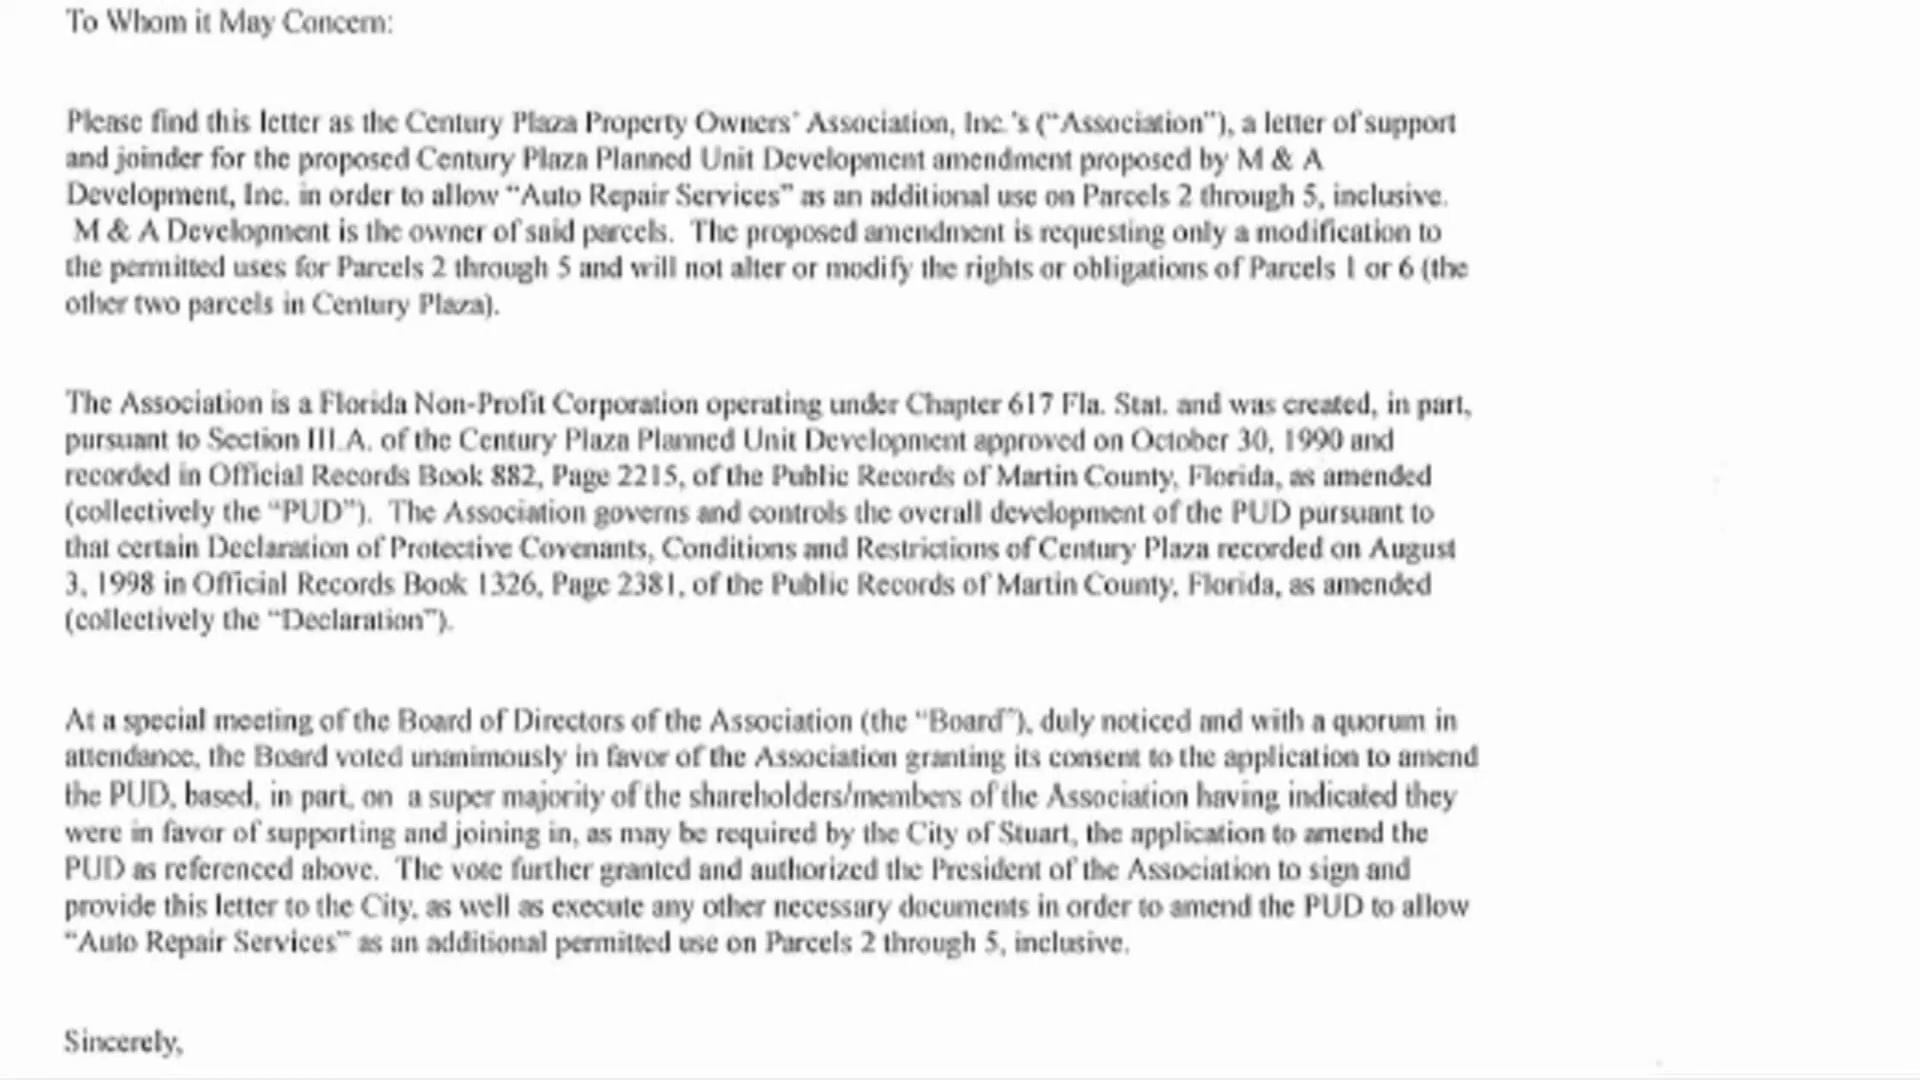 To Whom it May Concern:
Please find this letter as the Century Plaza Property Owners' Association, Inc.'s ("Association"), a letter of support
and joinder for the proposed Century Plaza Planned Unit Development amendment proposed by M & A
Development, Inc. in order to allow "Auto Repair Services" as an additional use on Parcels 2 through 5, inclusive.
M & A Development is the owner of said parcels. The proposed amendment is requesting only a modification to
the permitted uses for Parcels 2 through 5 and will not alter or modify the rights or obligations of Parcels 1 or 6 (the
other two parcels in Century Plaza).
The Association is a Florida Non-Profit Corporation operating under Chapter 617 Fla. Stat. and was created, in part,
pursuant to Section III.A. of the Century Plaza Planned Unit Development approved on October 30, 1990 and
recorded in Official Records Book 882, Page 2215, of the Public Records of Martin County, Florida, as amended
(collectively the "PUD"). The Association governs and controls the overall development of the PUD pursuant to
that certain Declaration of Protective Covenants, Conditions and Restrictions of Century Plaza recorded on August
3, 1998 in Official Records Book 1326, Page 2381, of the Public Records of Martin County, Florida, as amended
(collectively the "Declaration").
At a special meeting of the Board of Directors of the Association (the "Board"), duly noticed and with a quorum in
attendance, the Board voted unanimously in favor of the Association granting its consent to the application to amend
the PUD, based, in part, on a super majority of the shareholders/members of the Association having indicated they
were in favor of supporting and joining in, as may be required by the City of Stuart, the application to amend the
PUD as referenced above. The vote further granted and authorized the President of the Association to sign and
provide this letter to the City, as well as execute any other necessary documents in order to amend the PUD to allow
"Auto Repair Services" as an additional permitted use on Parcels 2 through 5, inclusive.
Sincerely,